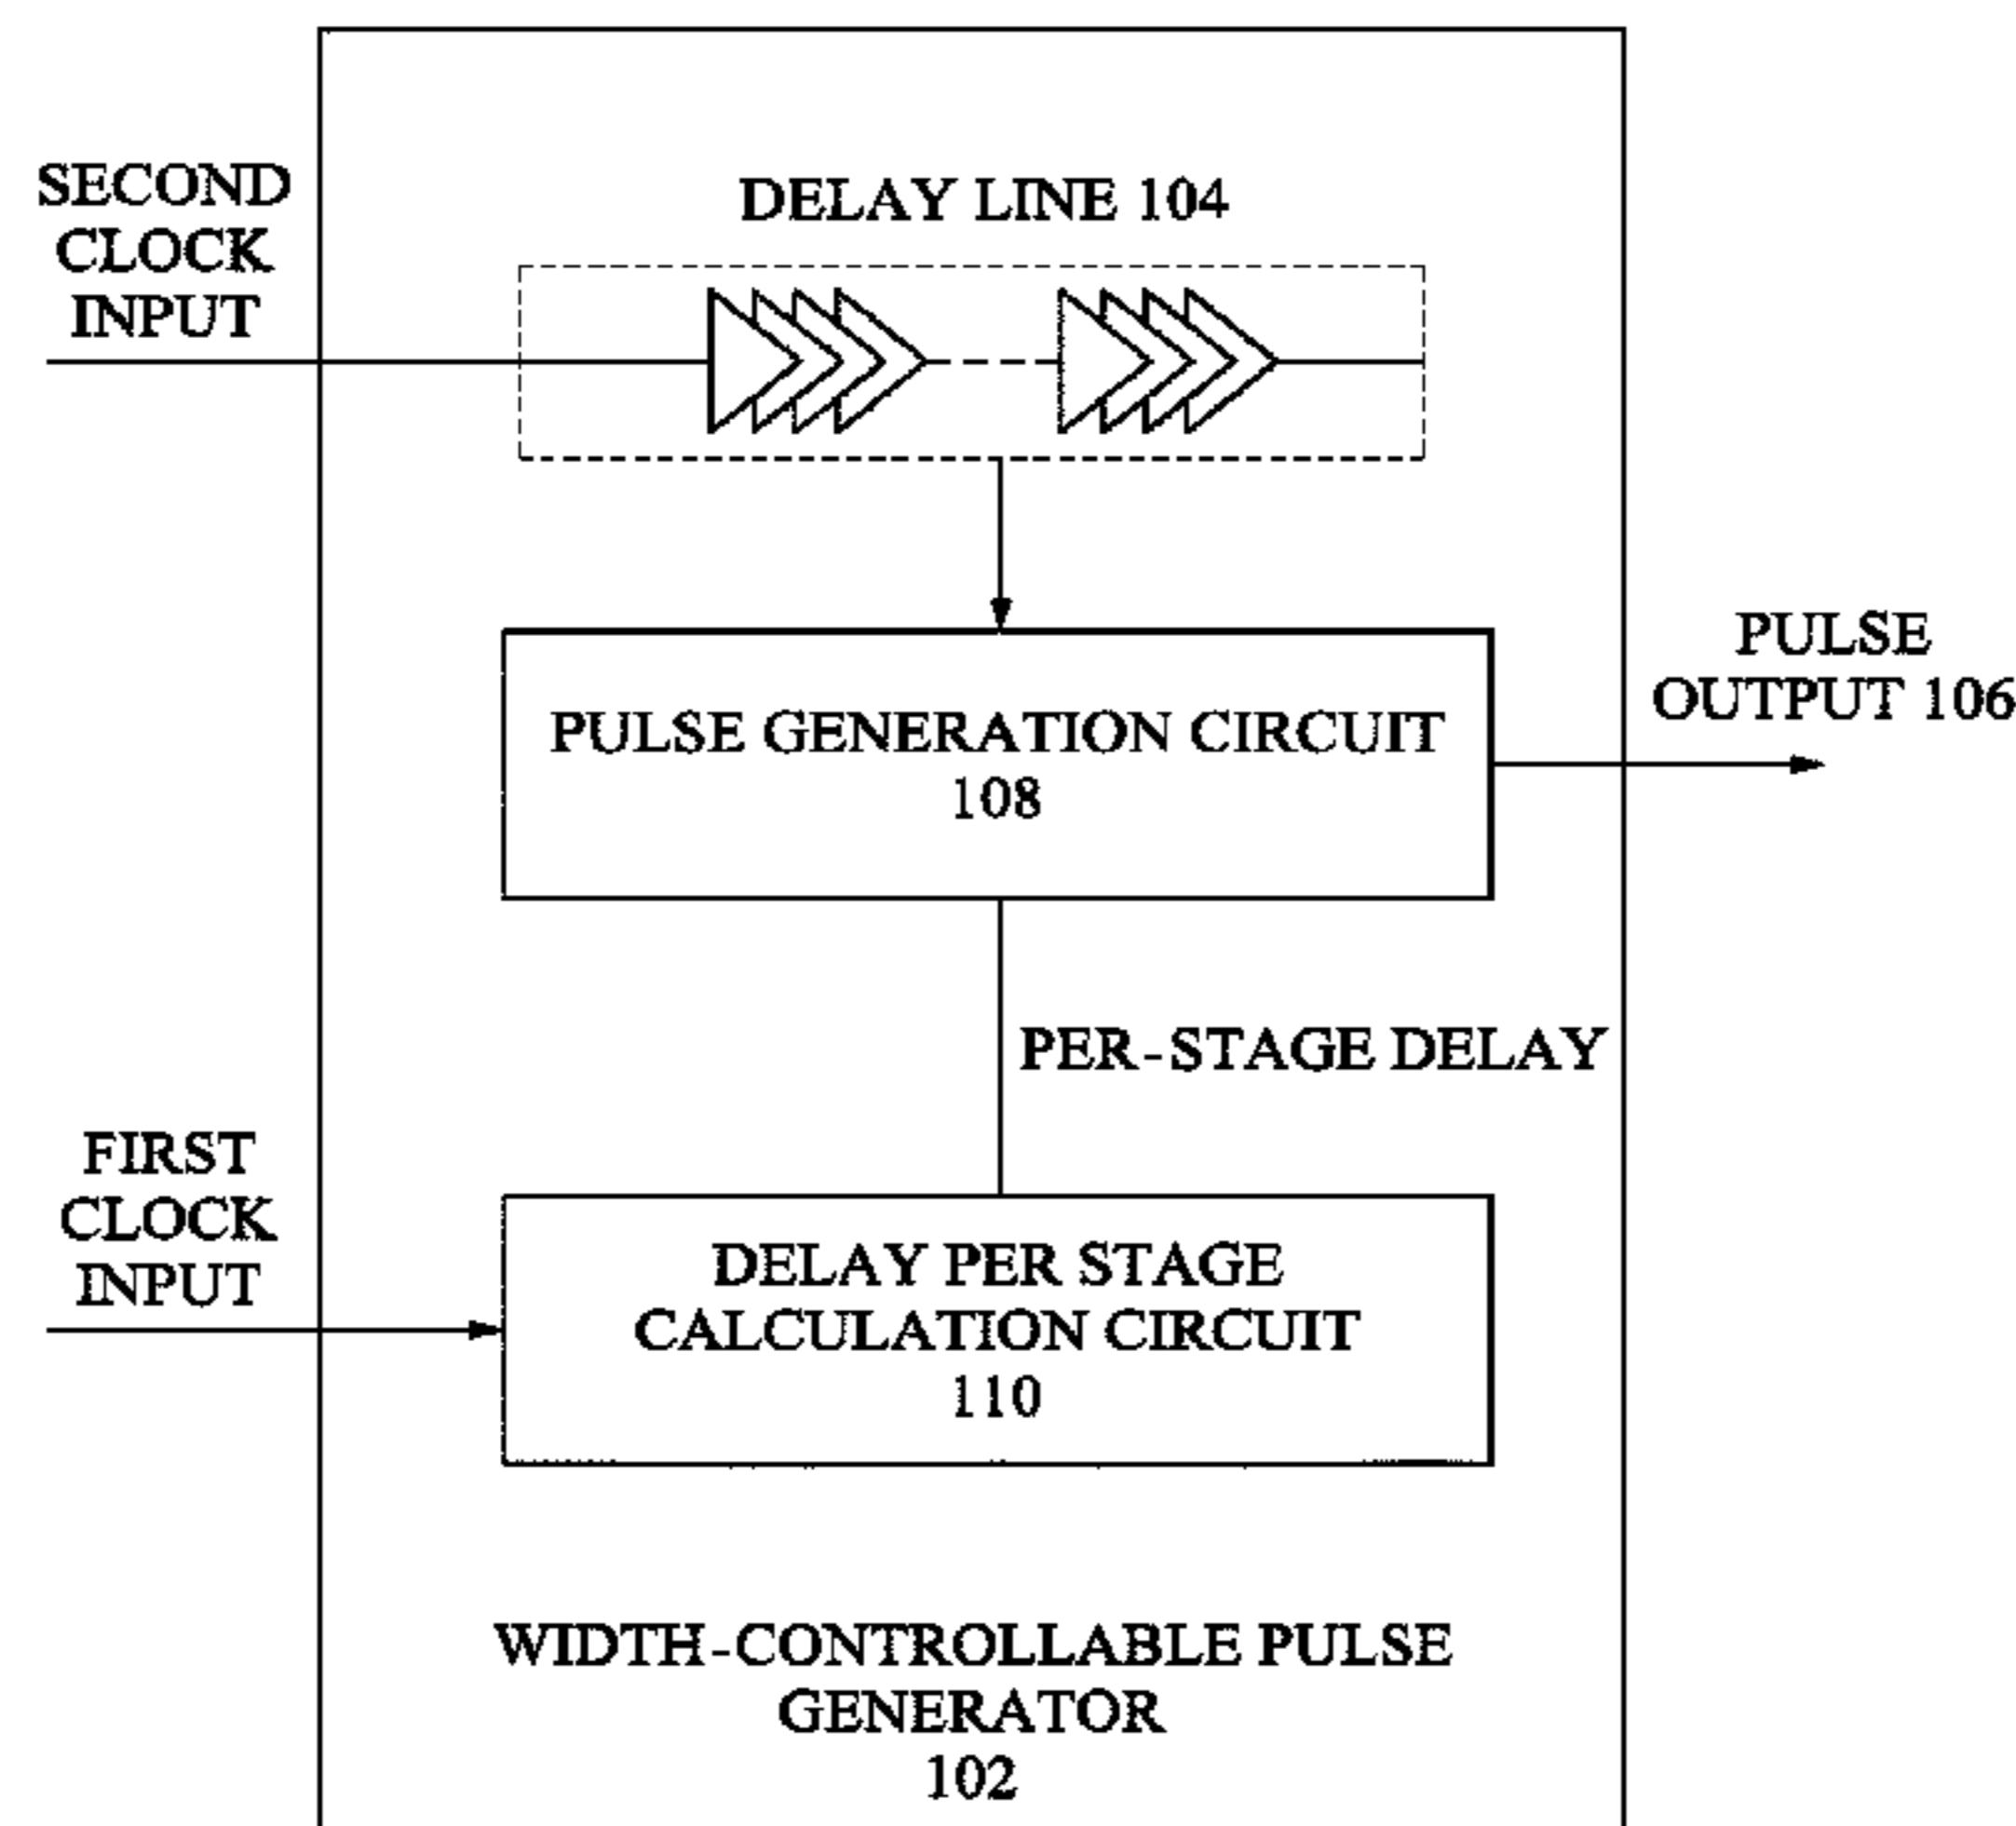 SECOND
CLOCK
INPUT
DELAY LINE 104
PULSE
OUTPUT 106
PULSE GENERATION CIRCUIT
108
PER-STAGE DELAY
FIRST
CLOCK
INPUT
DELAY PER STAGE
CALCULATION CIRCUIT
110
WIDTH-CONTROLLABLE PULSE
GENERATOR
102